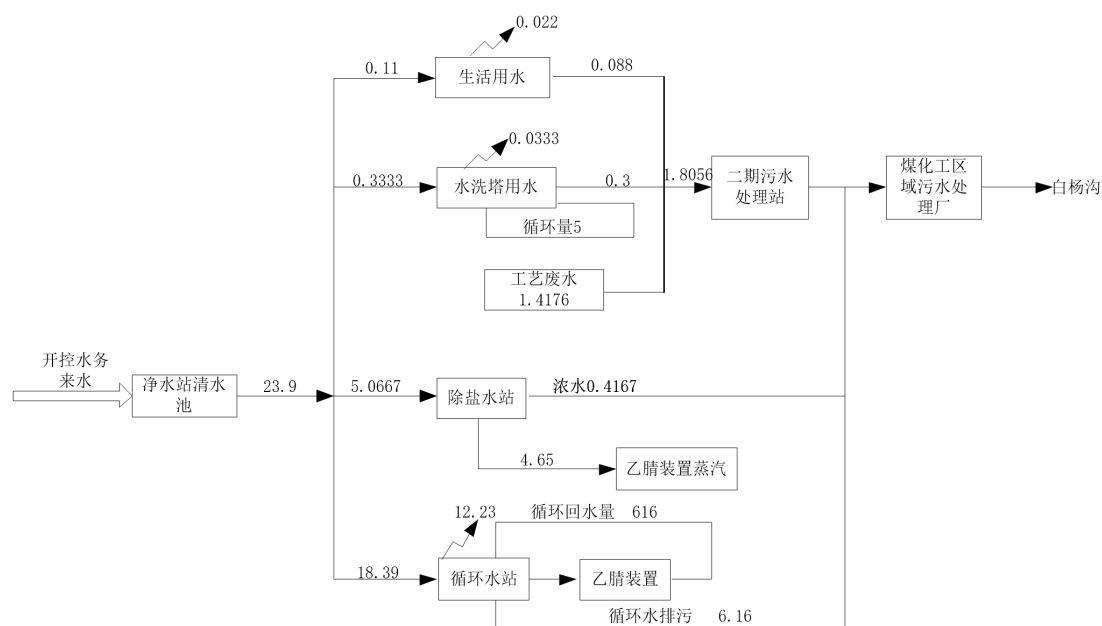 0.022
0.11
生活用水
0.088
0.0333
0.3333
水洗塔用水
0.3
1.8056
二期污水
处理站
煤化工区
域污水处
理厂
白杨沟
循环量5
工艺废水
1.4176
开控水务
来水
净水站清水
池
23.9
5.0667
除盐水站
浓水0.4167
4.65
乙腈装置蒸汽
12.23
循环回水量 616
18.39
循环水站
乙腈装置
循环水排污 6.16